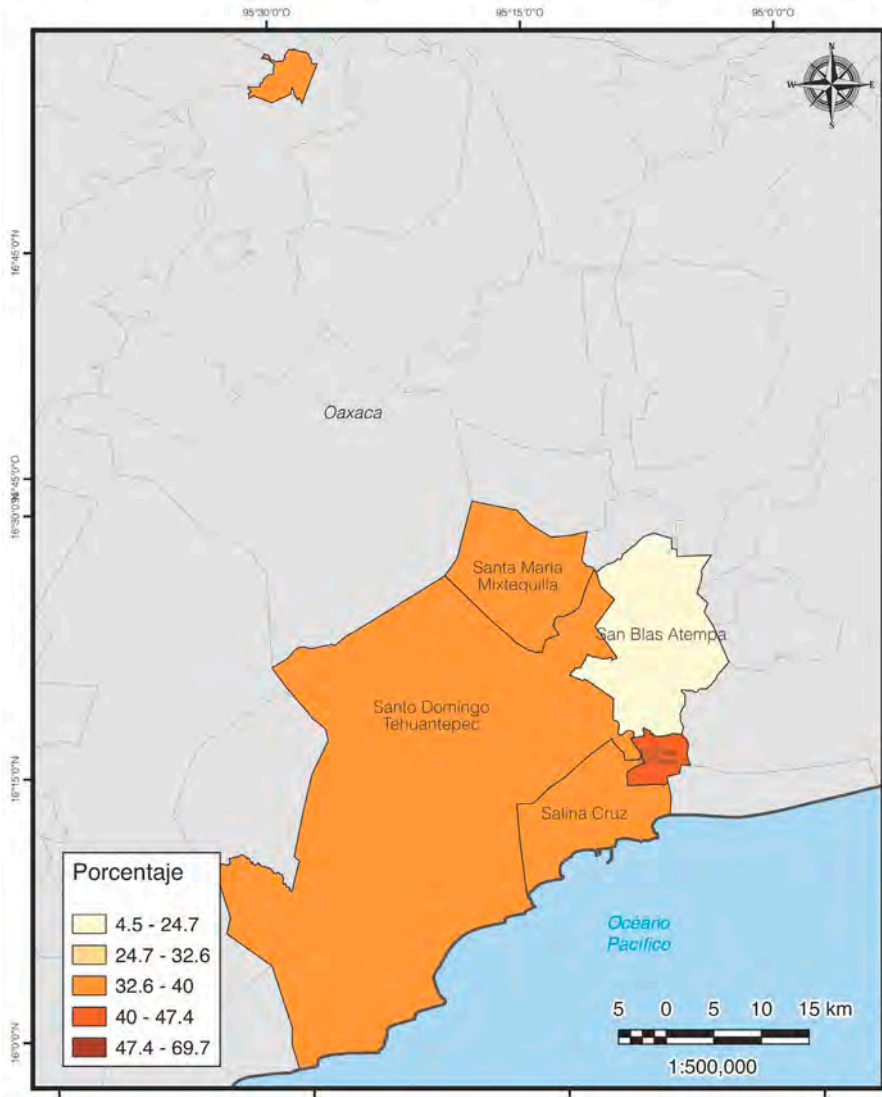 95°30'0"O
95°15'0"O
95°0'0"O
N
W
E
S
16°45'0"N
Oaxaca
16°30'0"N
Santa Maria
Mixtequilla
San Blas Atempa
Santo Domingo
Tehuantepec
16°15'0"N
Salina Cruz
Porcentaje
4.5 - 24.7
24.7 - 32.6
32.6 - 40
40 - 47.4
47.4 - 69.7
Océano
Pacífico
5 0 5 10 15 km
1:500,000
16°0'0"N